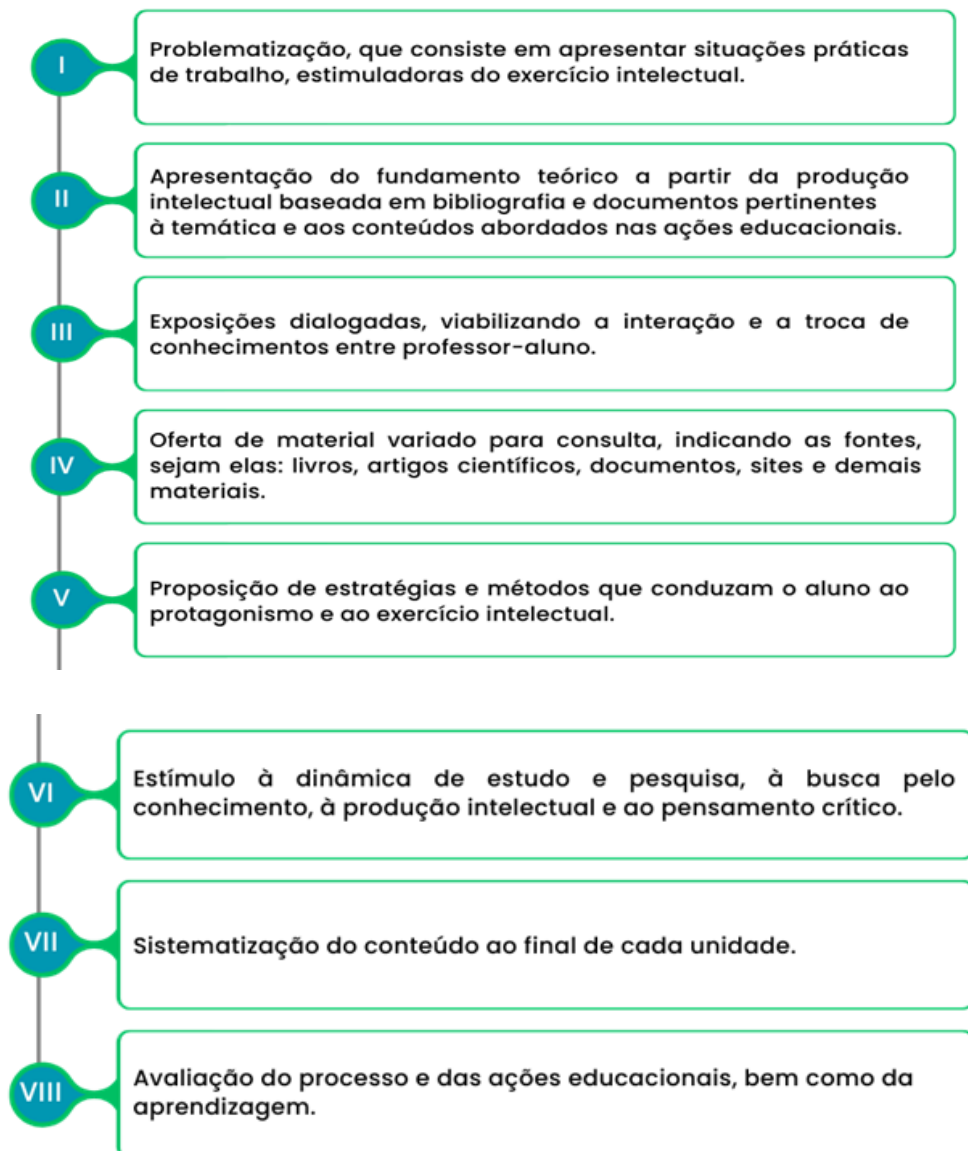 I
Problematização, que consiste em apresentar situações práticas
de trabalho, estimuladoras do exercício intelectual.
II
Apresentação do fundamento teórico a partir da produção
intelectual baseada em bibliografia e documentos pertinentes
à temática e aos conteúdos abordados nas ações educacionais.
III
Exposições dialogadas, viabilizando a interação e a troca de
conhecimentos entre professor-aluno.
IV
Oferta de material variado para consulta, indicando as fontes,
sejam elas: livros, artigos científicos, documentos, sites e demais
materiais.
V
Proposição de estratégias e métodos que conduzam o aluno ao
protagonismo e ao exercício intelectual.
VI
Estímulo à dinâmica de estudo e pesquisa, à busca pelo
conhecimento, à produção intelectual e ao pensamento crítico.
VII
Sistematização do conteúdo ao final de cada unidade.
VIII
Avaliação do processo e das ações educacionais, bem como da
aprendizagem.